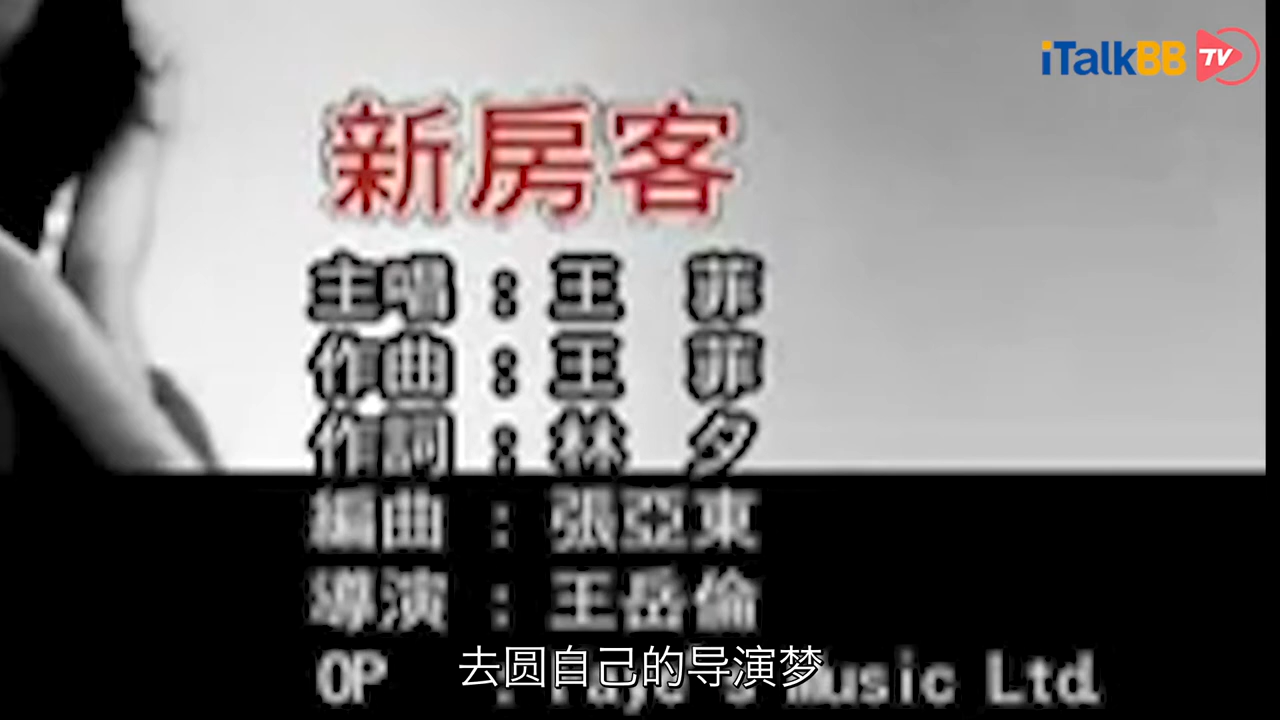 iTalkBB TV
新房客
主唱：王 菲
作曲：王 菲
作詞：林 夕
編曲：張亞東
導演：王岳倫
OP : Music Ltd.
去圆自己的导演梦